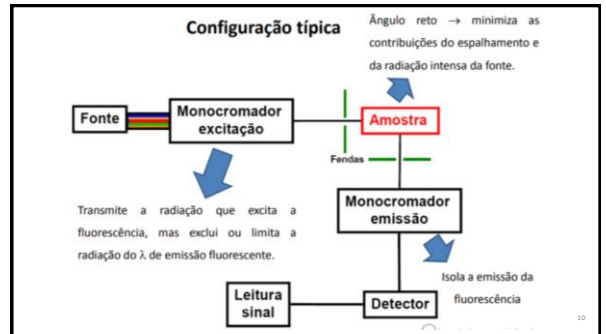 Configuração típica
Ângulo reto → minimiza as
contribuições do espalhamento e
da radiação intensa da fonte.
Fonte
Monocromador
excitação
Amostra
Fendas
Transmite a radiação que excita a
fluorescência, mas exclui ou limita a
radiação do λ de emissão fluorescente.
Monocromador
emissão
Isola a emissão da
fluorescência
Leitura
sinal
Detector
10